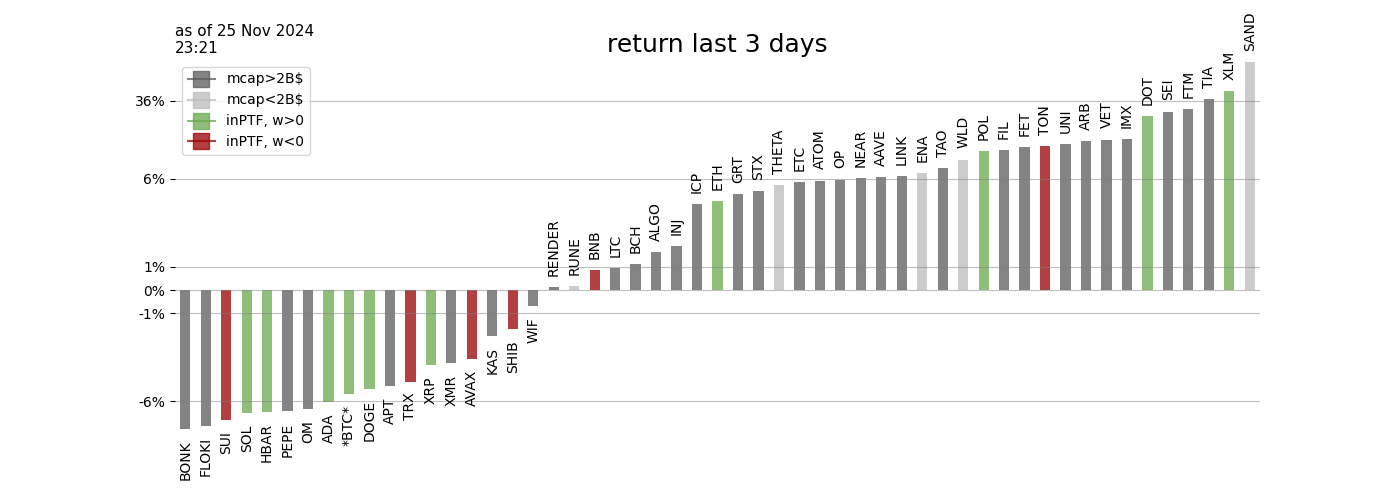 as of 25 Nov 2024
23:21
return last 3 days
mcap>2B$
mcap<2B$
inPTF, w>0
inPTF, w<0
36%
6%
1%
0%
-1%
-6%
BONK
FLOKI
SUI
SOL
HBAR
PEPE
OM
ADA
*BTC*
DOGE
APT
TRX
XRP
XMR
AVAX
KAS
SHIB
WIF
RENDER
RUNE
BNB
LTC
BCH
ALGO
INJ
ICP
ETH
GRT
STX
THETA
ETC
ATOM
OP
NEAR
AAVE
LINK
ENA
TAO
WLD
POL
FIL
FET
TON
UNI
ARB
VET
IMX
DOT
SEI
FTM
TIA
XLM
SAND